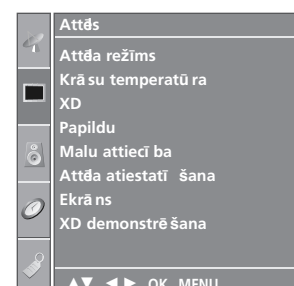 Attēls
Attēla režīms
Krāsu temperatūra
XD
Papildu
Malu attiecība
Attēla atiestatīšana
Ekrāns
XD demonstrēšana
▲▼ ◄► OK MENU